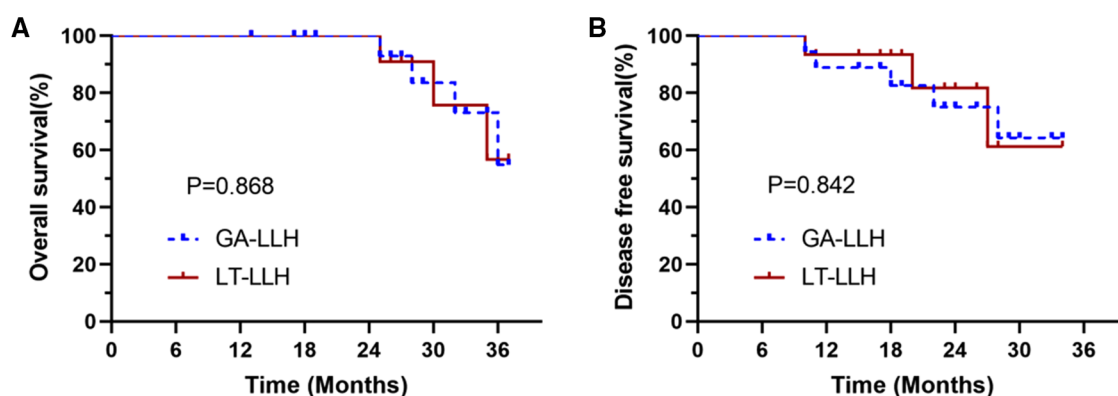 A
Overall survival(%)
100
80
60
40
20
0
P=0.868
GA-LLH
LT-LLH
0 6 12 18 24 30 36
Time (Months)
B
Disease free survival(%)
100
80
60
40
20
0
P=0.842
GA-LLH
LT-LLH
0 6 12 18 24 30 36
Time (Months)